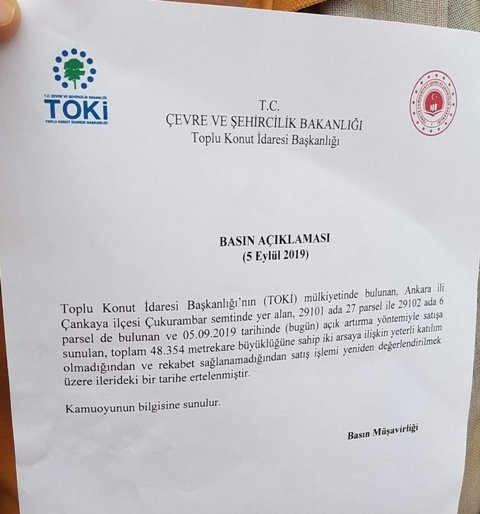 T.C. ÇEVRE VE ŞEHİRCİLİK BAKANLIĞI
TOKİ
TOPLU KONUT İDARESİ BAŞKANLIĞI
T.C.
ÇEVRE VE ŞEHİRCİLİK BAKANLIĞI
Toplu Konut İdaresi Başkanlığı
BASIN AÇIKLAMASI
(5 Eylül 2019)
Toplu Konut İdaresi Başkanlığı'nın (TOKİ) mülkiyetinde bulunan, Ankara ili
Çankaya ilçesi Çukurambar semtinde yer alan, 29101 ada 27 parsel ile 29102 ada 6
parsel de bulunan ve 05.09.2019 tarihinde (bugün) açık artırma yöntemiyle satışa
sunulan, toplam 48.354 metrekare büyüklüğüne sahip iki arsaya ilişkin yeterli katılım
olmadığından ve rekabet sağlanamadığından satış işlemi yeniden değerlendirilmek
üzere ilerideki bir tarihe ertelenmiştir.
Kamuoyunun bilgisine sunulur.
Basın Müşavirliği